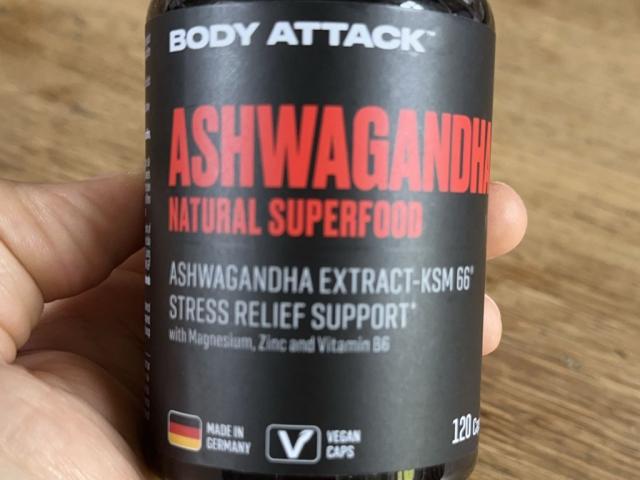 BODY ATTACK™
ASHWAGANDHA
NATURAL SUPERFOOD
ASHWAGANDHA EXTRACT-KSM 66®
STRESS RELIEF SUPPORT*
with Magnesium, Zinc and Vitamin B6
MADE IN
GERMANY
V
VEGAN
CAPS
120